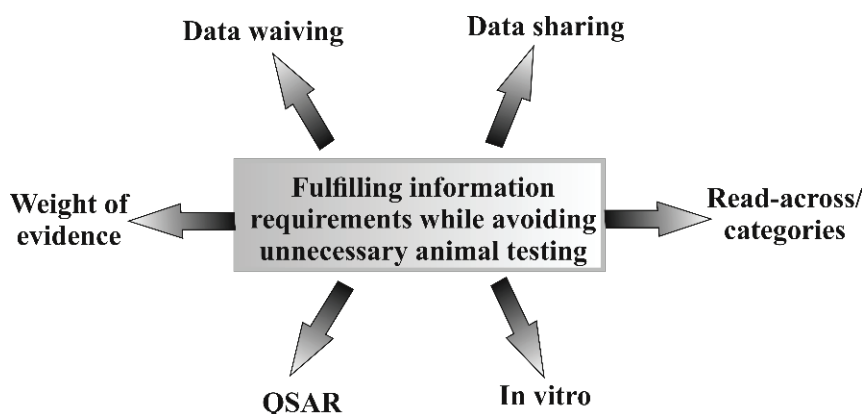 Data waiving
Data sharing
Weight of
evidence
Fulfilling information
requirements while avoiding
unnecessary animal testing
Read-across/
categories
QSAR
In vitro